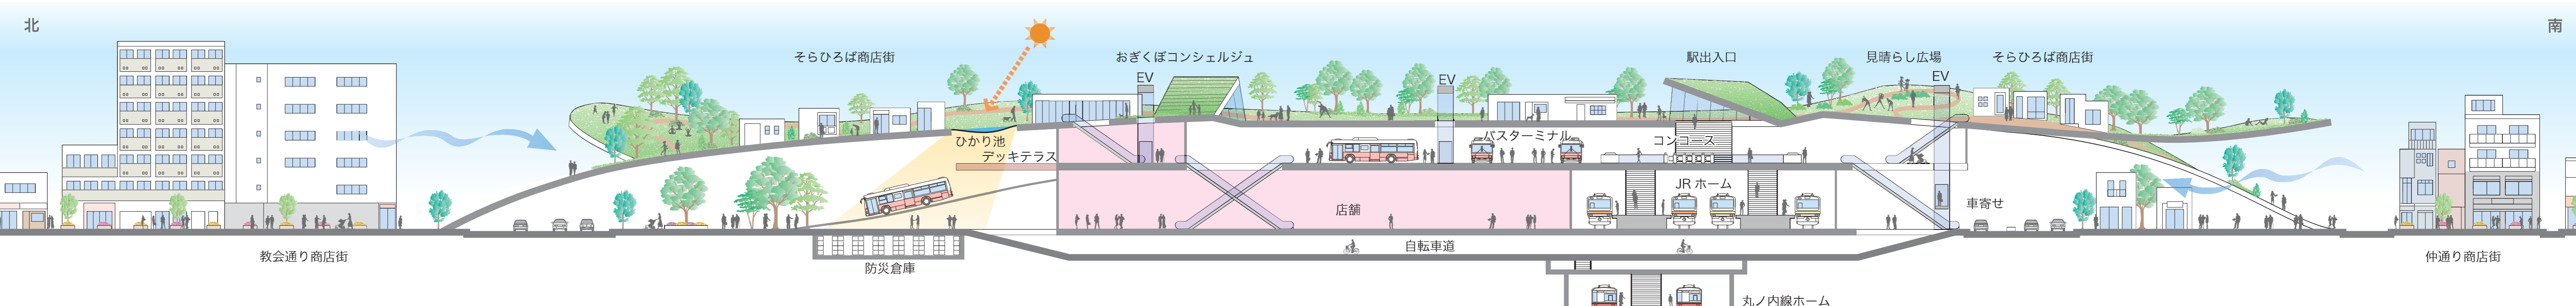 北
南
そらひろば商店街
おぎくぼコンシェルジュ
駅出入口
見晴らし広場
そらひろば商店街
EV
EV
EV
ひかり池
デッキテラス
バスターミナル
コンコース
JR ホーム
店舗
車寄せ
自転車道
教会通り商店街
防災倉庫
仲通り商店街
丸ノ内線ホーム